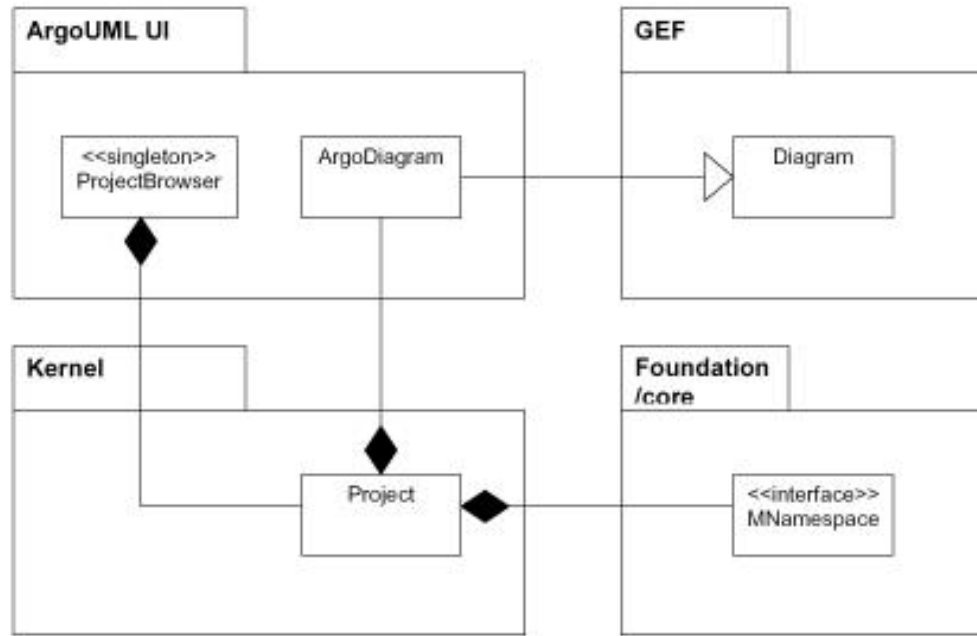 ArgoUML UI
GEF
<<singleton>>
ProjectBrowser
ArgoDiagram
Diagram
Kernel
Foundation
/core
Project
<<interface>>
MNamespace